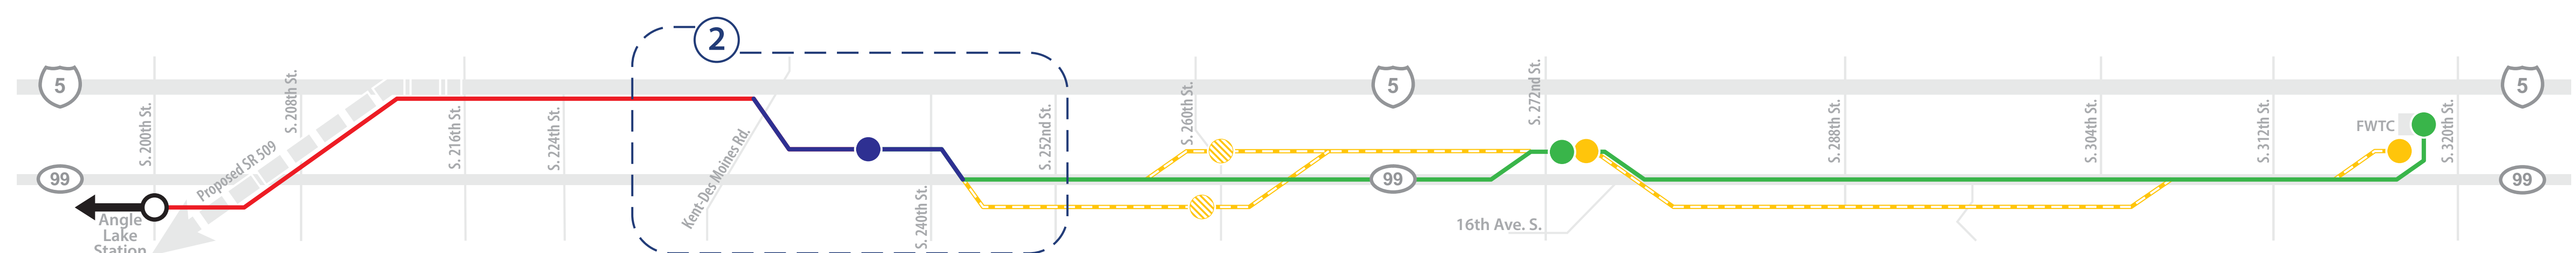 2
5
5
5
S. 200th St.
S. 208th St.
S. 216th St.
S. 224th St.
Kent-Des Moines Rd.
S. 240th St.
S. 252nd St.
S. 260th St.
S. 272nd St.
S. 288th St.
S. 304th St.
S. 312th St.
FWTC
S. 320th St.
Proposed SR 509
99
99
99
Angle
Lake
Station
16th Ave. S.